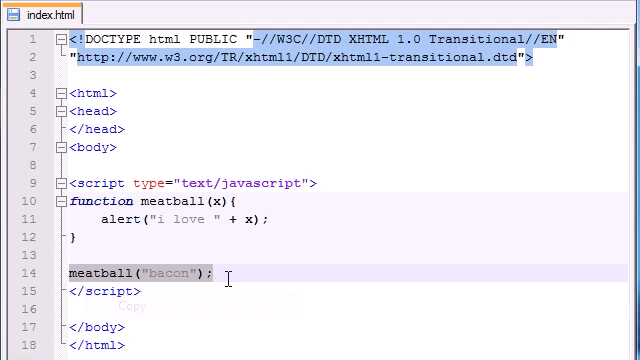 index.html
1 <!DOCTYPE html PUBLIC "-//W3C//DTD XHTML 1.0 Transitional//EN"
2 "http://www.w3.org/TR/xhtml1/DTD/xhtml1-transitional.dtd">
3
4 <html>
5 <head>
6 </head>
7 <body>
8
9 <script type="text/javascript">
10 function meatball(x){
11 alert("i love " + x);
12 }
13
14 meatball("bacon");
15 </script>
Copy
16
17 </body>
18 </html>